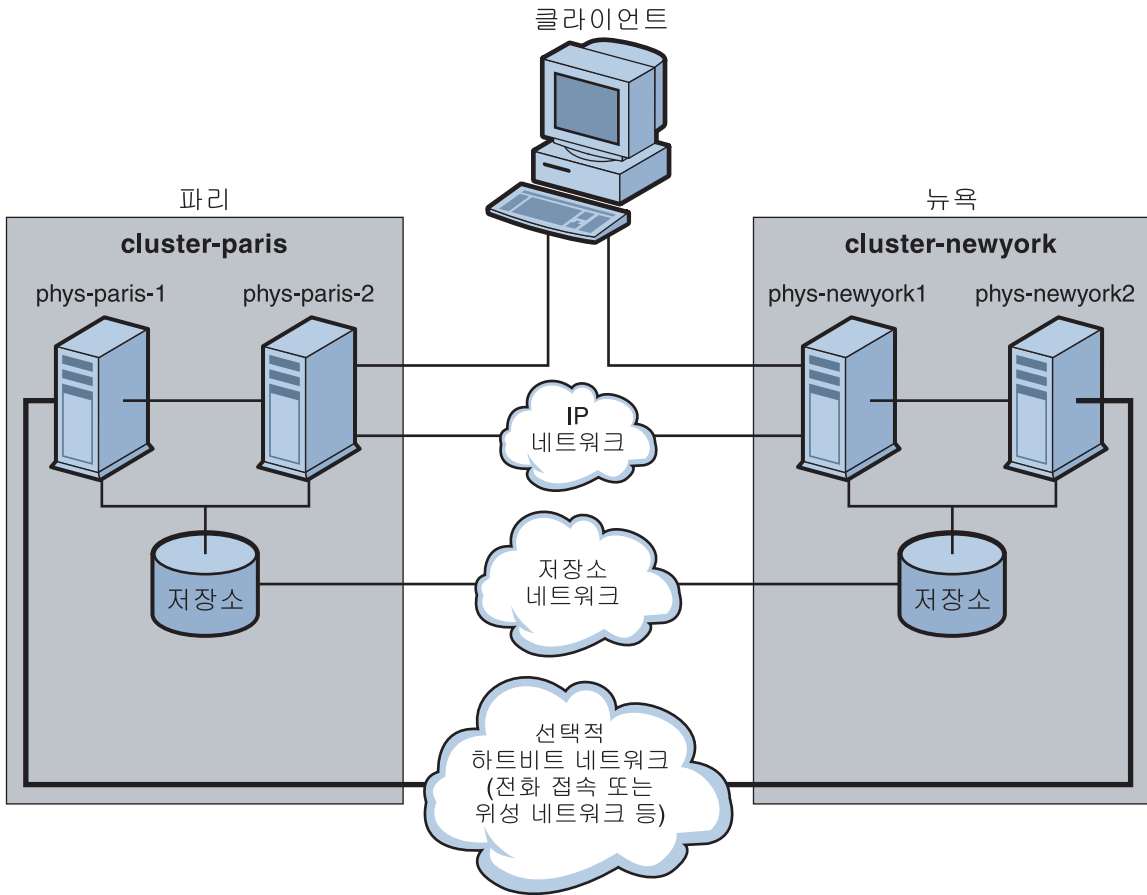 클라이언트
파리
뉴욕
cluster-paris
cluster-newyork
phys-paris-1
phys-paris-2
phys-newyork1
phys-newyork2
IP
네트워크
저장소
네트워크
저장소
저장소
선택적
하트비트 네트워크
(전화 접속 또는
위성 네트워크 등)